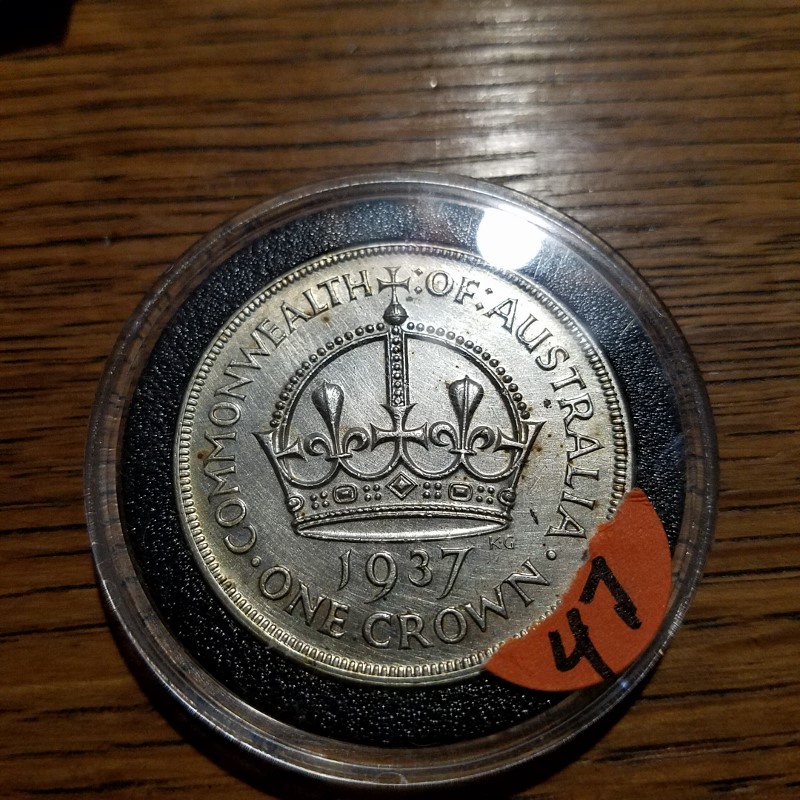 COMMONWEALTH : OF : AUSTRALIA
· ONE CROWN ·
1937
KG
47